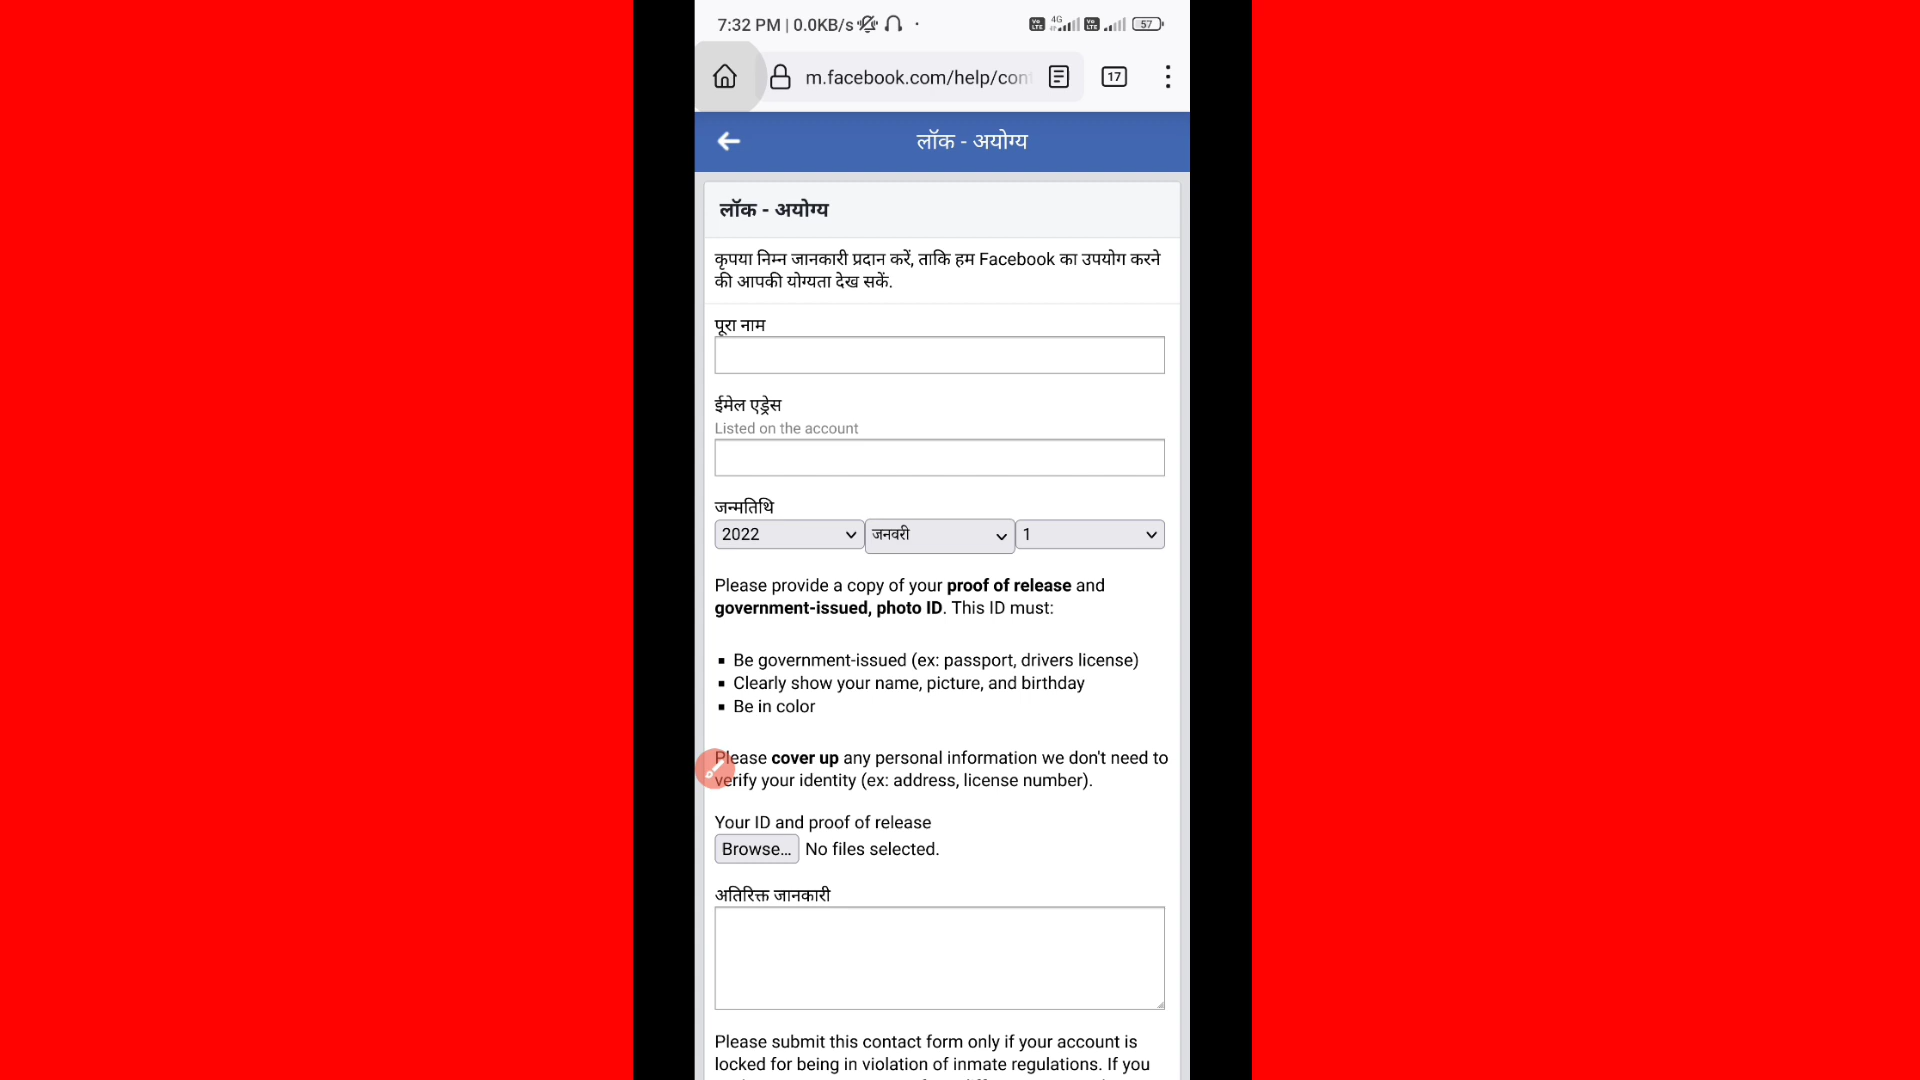 7:32 PM | 0.0KB/s
4G
57
m.facebook.com/help/con
17
लॉक - अयोग्य
लॉक - अयोग्य
कृपया निम्न जानकारी प्रदान करें, ताकि हम Facebook का उपयोग करने
की आपकी योग्यता देख सकें.
पूरा नाम
ईमेल एड्रेस
Listed on the account
जन्मतिथि
2022 जनवरी 1
Please provide a copy of your proof of release and
government-issued, photo ID. This ID must:
▪ Be government-issued (ex: passport, drivers license)
▪ Clearly show your name, picture, and birthday
▪ Be in color
Please cover up any personal information we don't need to
verify your identity (ex: address, license number).
Your ID and proof of release
Browse... No files selected.
अतिरिक्त जानकारी
Please submit this contact form only if your account is
locked for being in violation of inmate regulations. If you